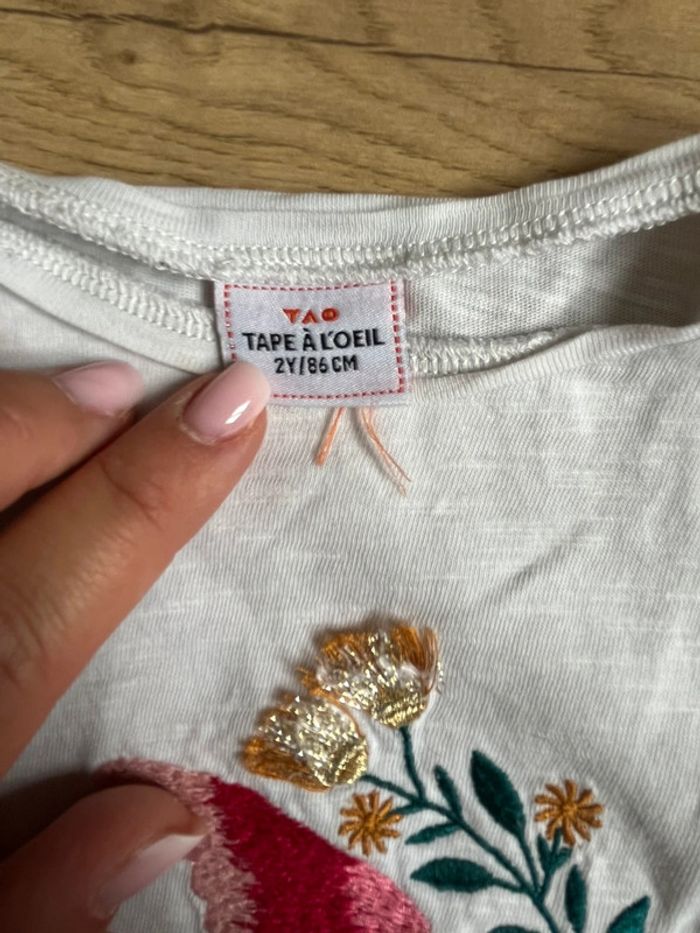 TAO
TAPE À L'OEIL
2Y/86CM